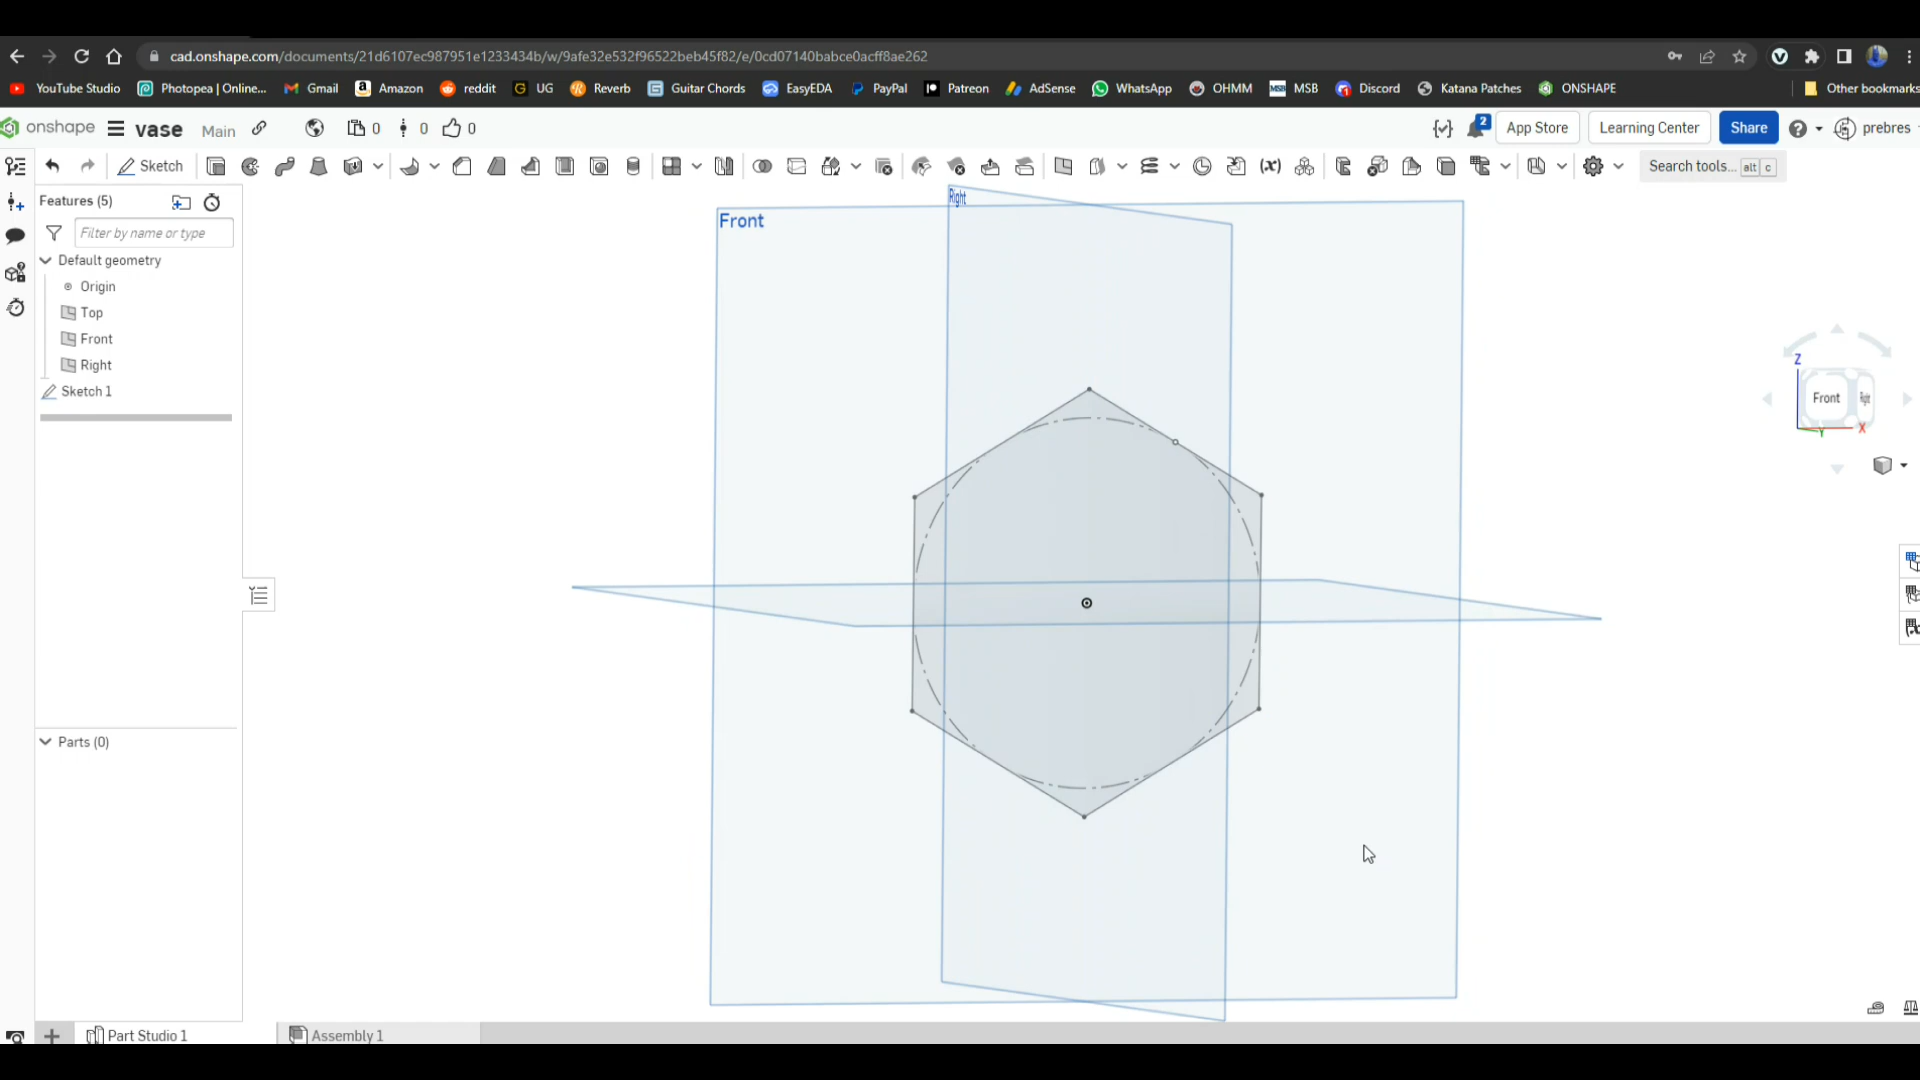 cad.onshape.com/documents/21d6107ec987951e1233434b/w/9afe32e532f96522beb45f82/e/0cd07140babce0acff8ae262
YouTube Studio Photopea | Online... Gmail Amazon reddit UG Reverb Guitar Chords EasyEDA PayPal Patreon AdSense WhatsApp OHMM MSB Discord Katana Patches ONSHAPE Other bookmarks
onshape vase Main 0 0 0 2 App Store Learning Center Share prebres
Sketch Search tools... alt c
Features (5)
Filter by name or type
Default geometry
Origin
Top
Front
Right
Sketch 1
Parts (0)
Front
Right
Z
Front
Right
Y
X
Part Studio 1 Assembly 1